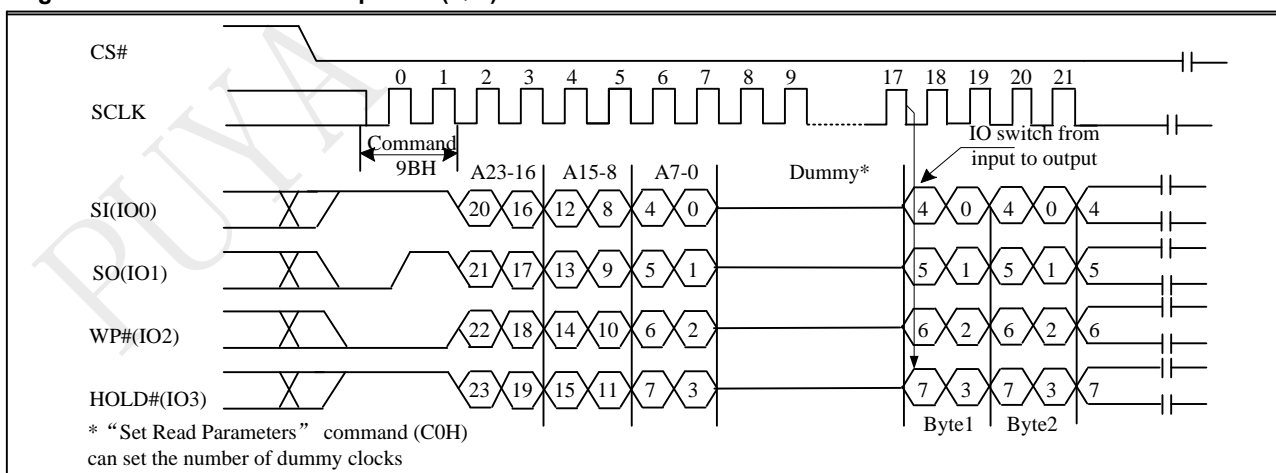 CS#
0 1 2 3 4 5 6 7 8 9 17 18 19 20 21
SCLK
IO switch from
input to output
Command
9BH
A23-16 A15-8 A7-0 Dummy*
SI(IO0) 20 16 12 8 4 0 4 0 4 0 4
SO(IO1) 21 17 13 9 5 1 5 1 5 1 5
WP#(IO2) 22 18 14 10 6 2 6 2 6 2 6
HOLD#(IO3) 23 19 15 11 7 3 7 3 7 3 7
Byte1 Byte2
* “Set Read Parameters” command (C0H)
can set the number of dummy clocks
PUYA